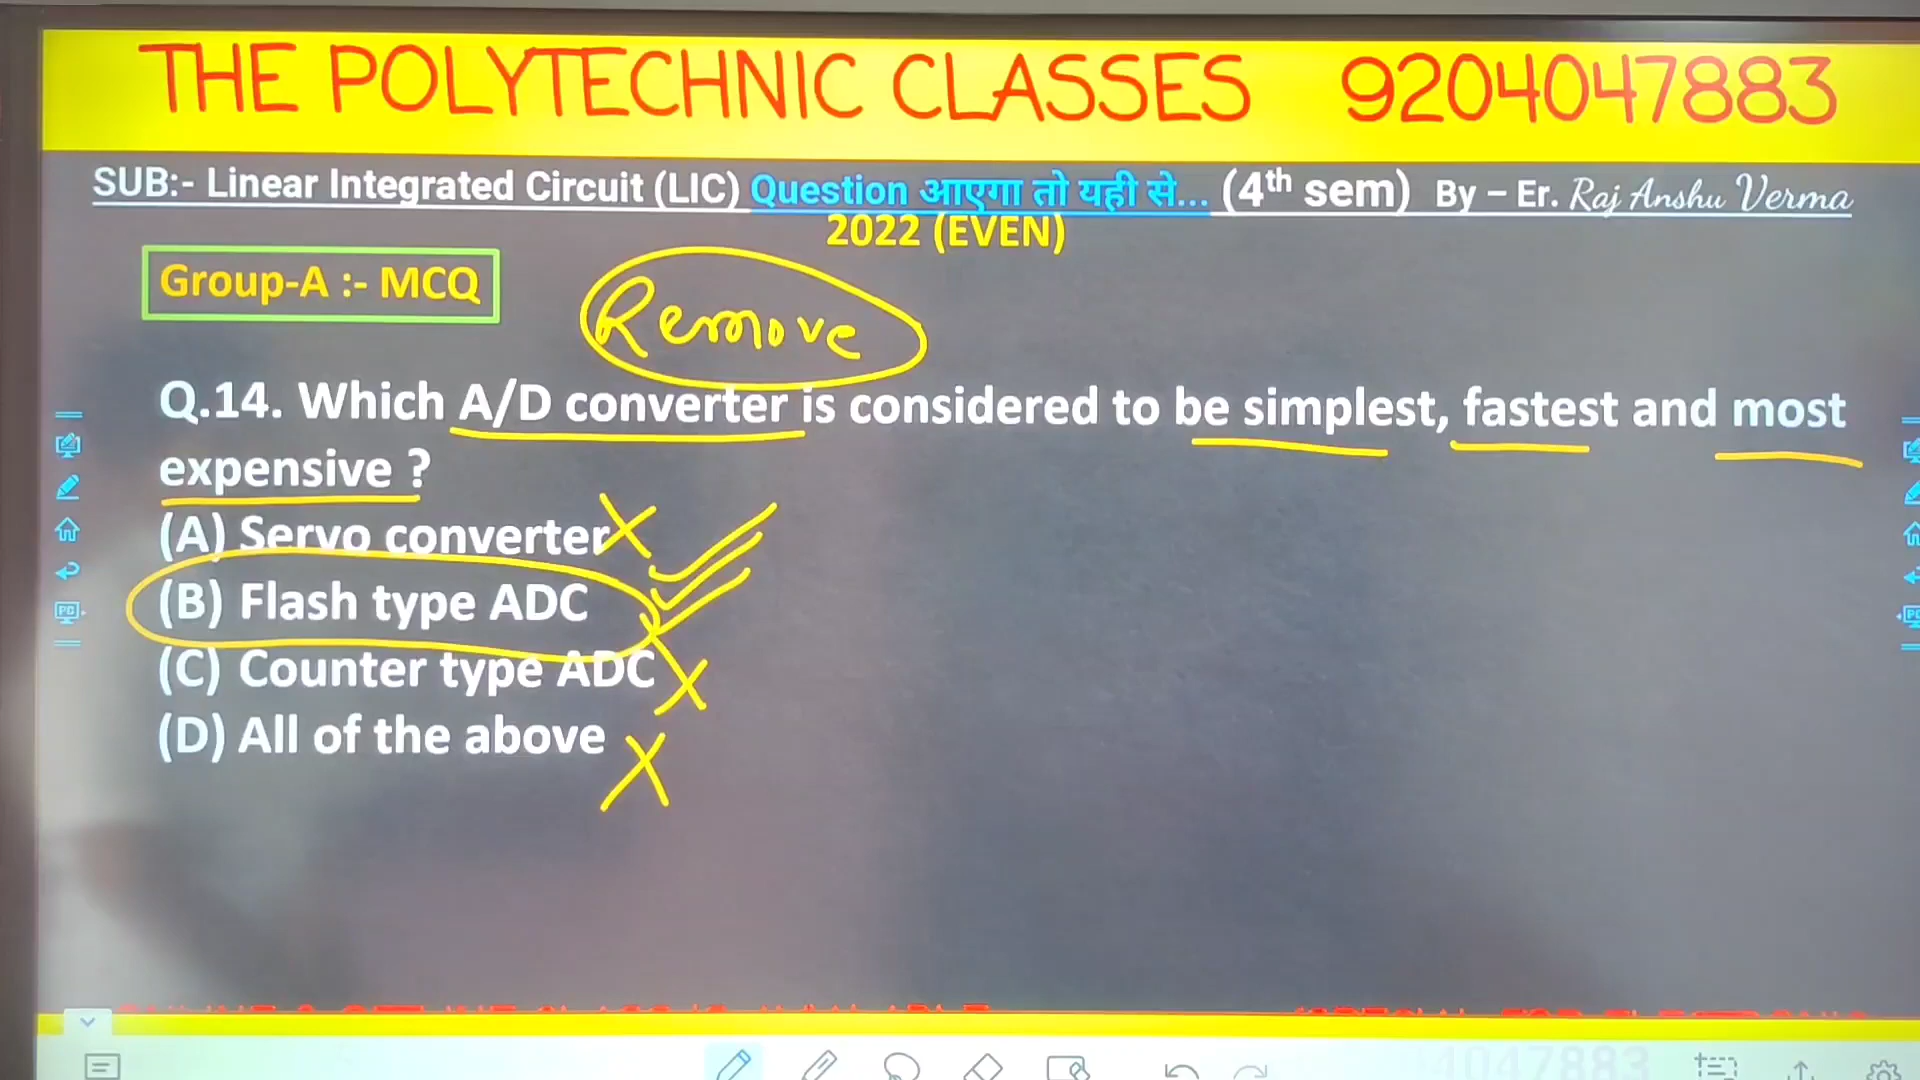 THE POLYTECHNIC CLASSES 9204047883
SUB:- Linear Integrated Circuit (LIC) Question आएगा तो यही से... (4th sem) By – Er. Raj Anshu Verma
2022 (EVEN)
Group-A :- MCQ
Remove
Q.14. Which A/D converter is considered to be simplest, fastest and most
expensive ?
(A) Servo converter
(B) Flash type ADC
(C) Counter type ADC
(D) All of the above